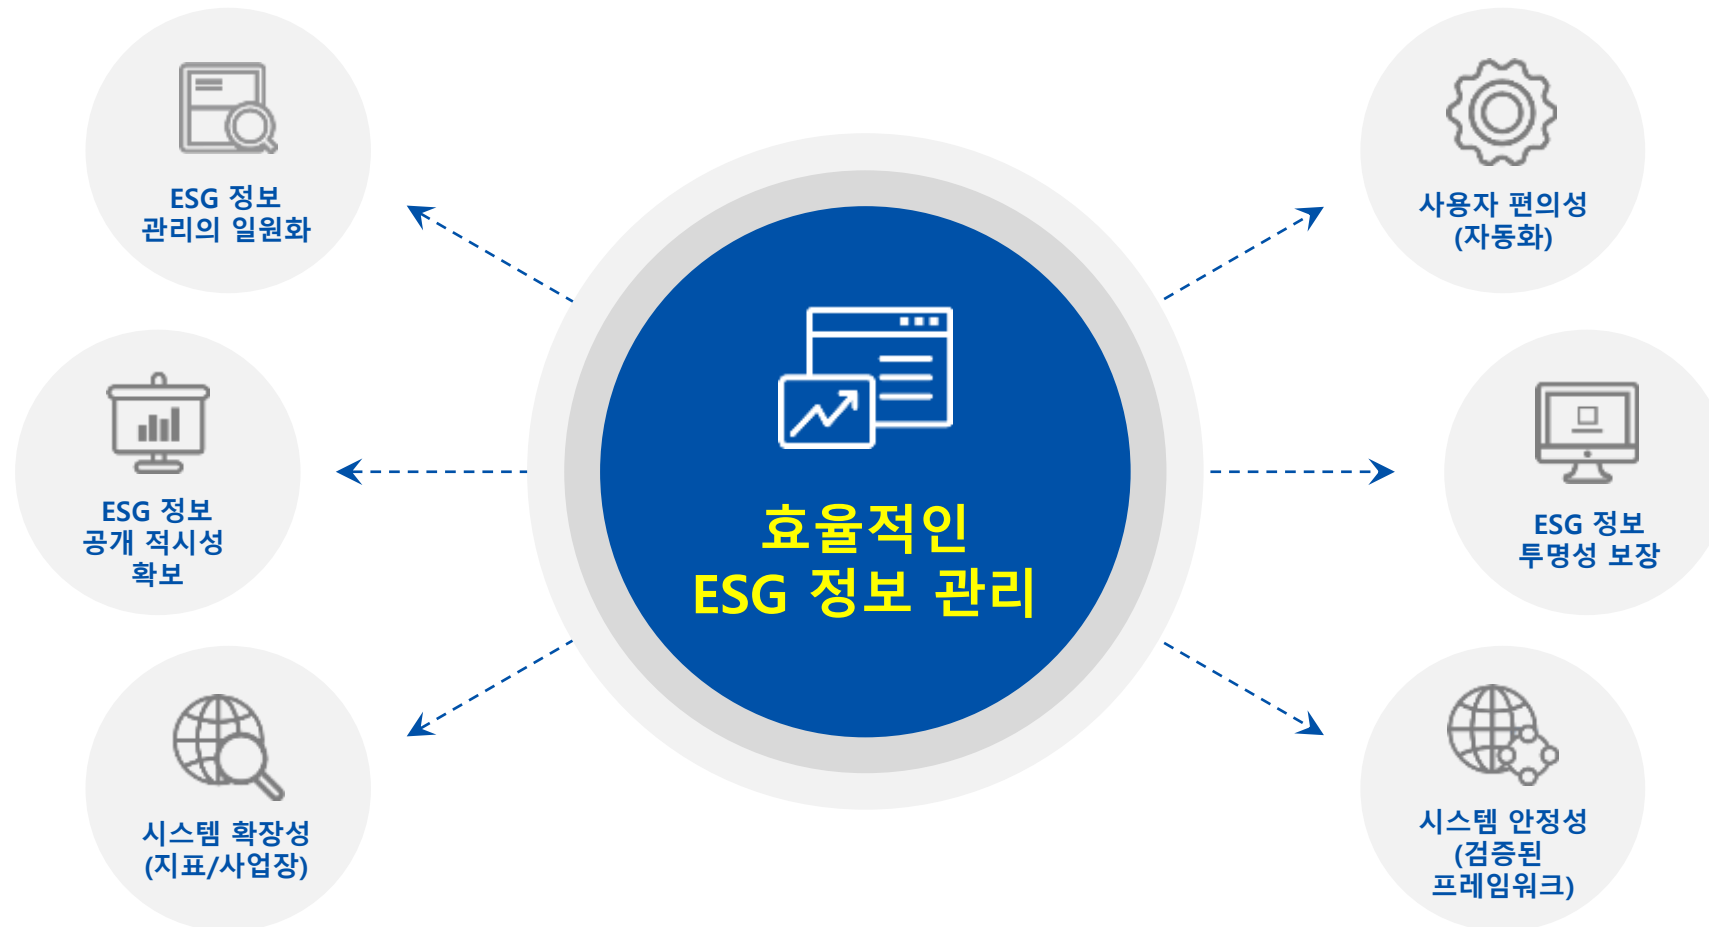 ESG 정보
관리의 일원화
ESG 정보
공개 적시성
확보
시스템 확장성
(지표/사업장)
효율적인
ESG 정보 관리
사용자 편의성
(자동화)
ESG 정보
투명성 보장
시스템 안정성
(검증된
프레임워크)